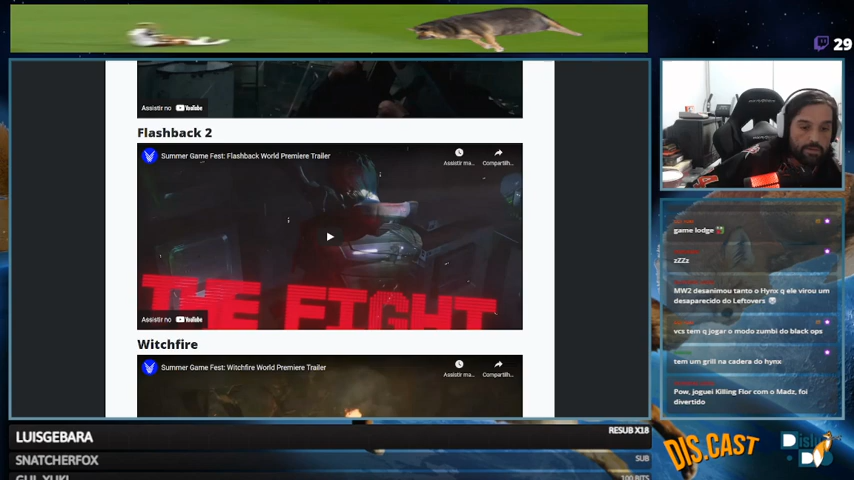 29
Assistir no YouTube
Flashback 2
Summer Game Fest: Flashback World Premiere Trailer
Assistir ma...
Compartilh...
THE FIGHT
Assistir no YouTube
Witchfire
Summer Game Fest: Witchfire World Premiere Trailer
Assistir ma...
Compartilh...
game lodge
zZZz
MW2 desanimou tanto o Hynx q ele virou um
desaparecido do Leftovers
vcs tem q jogar o modo zumbi do black ops
tem um grill na cadera do hynx
Pow, joguei Killing Flor com o Madz, foi
divertido
LUISGEBARA
RESUB X18
SNATCHERFOX
SUB
100 BITS
DIS.CAST